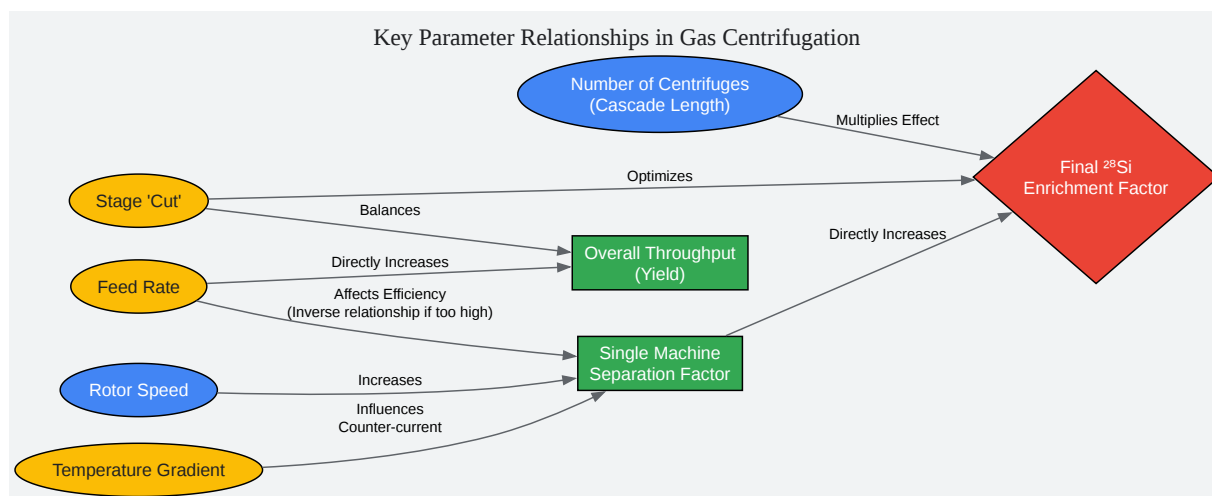 Key Parameter Relationships in Gas Centrifugation
Number of Centrifuges
(Cascade Length)
Multiplies Effect
Final ²⁸Si
Enrichment Factor
Stage 'Cut'
Optimizes
Balances
Directly Increases
Overall Throughput
(Yield)
Feed Rate
Directly Increases
Affects Efficiency
(Inverse relationship if too high)
Single Machine
Separation Factor
Rotor Speed
Increases
Influences
Counter-current
Temperature Gradient